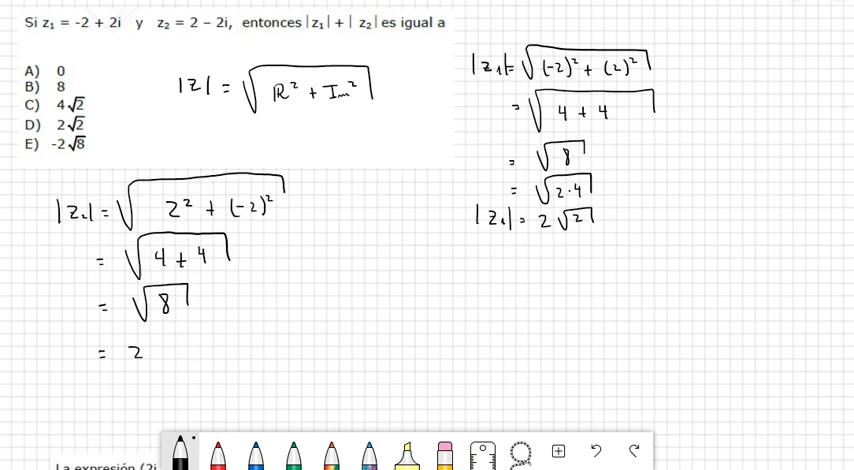 Si z₁ = -2 + 2i y z₂ = 2 – 2i, entonces |z₁| + | z₂| es igual a
A) 0
B) 8
C) 4√2
D) 2√2
E) -2√8
|z| = √(R² + Im²)
|z₁| = √((-2)² + (2)²)
= √(4 + 4)
= √8
= √(2·4)
|z₁| = 2√2
|z₂| = √(2² + (-2)²)
= √(4 + 4)
= √8
= 2
La expresión (2i